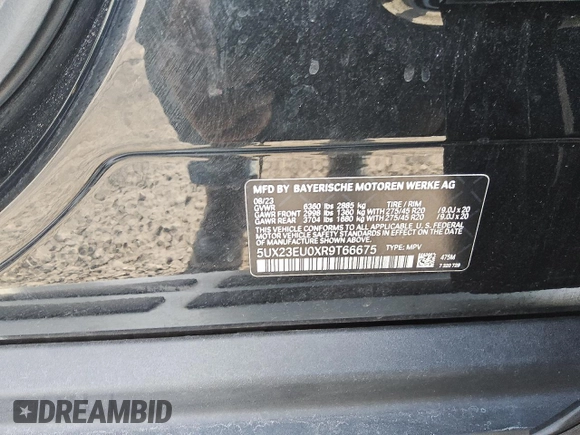 MFD BY BAYERISCHE MOTOREN WERKE AG
08/23 TIRE / RIM
GVWR 6360 lbs 2885 kg
GAWR FRONT 2998 lbs 1360 kg WITH 275/45 R20 /9.0J x 20
GAWR REAR 3704 lbs 1680 kg WITH 275/45 R20 /9.0J x 20
THIS VEHICLE CONFORMS TO ALL APPLICABLE U. S. FEDERAL
MOTOR VEHICLE SAFETY AND THEFT PREVENTION STANDARDS IN
EFFECT ON THE DATE OF MANUFACTURE SHOWN ABOVE.
5UX23EU0XR9T66675 TYPE: MPV 475M
DREAMBID